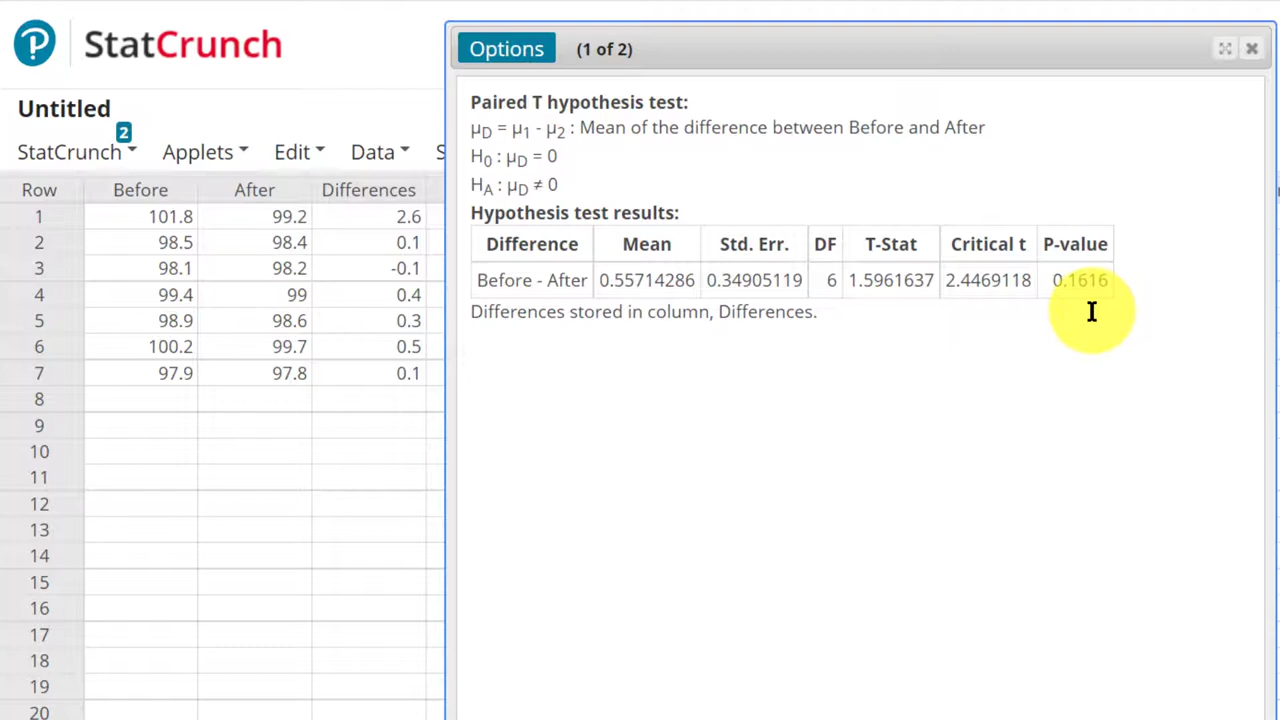 StatCrunch
Options (1 of 2)
Untitled
2
StatCrunch Applets Edit Data S
Row Before After Differences
1 101.8 99.2 2.6
2 98.5 98.4 0.1
3 98.1 98.2 -0.1
4 99.4 99 0.4
5 98.9 98.6 0.3
6 100.2 99.7 0.5
7 97.9 97.8 0.1
8
9
10
11
12
13
14
15
16
17
18
19
20
Paired T hypothesis test:
μD = μ1 - μ2 : Mean of the difference between Before and After
H0 : μD = 0
HA : μD ≠ 0
Hypothesis test results:
Difference Mean Std. Err. DF T-Stat Critical t P-value
Before - After 0.55714286 0.34905119 6 1.5961637 2.4469118 0.1616
Differences stored in column, Differences.